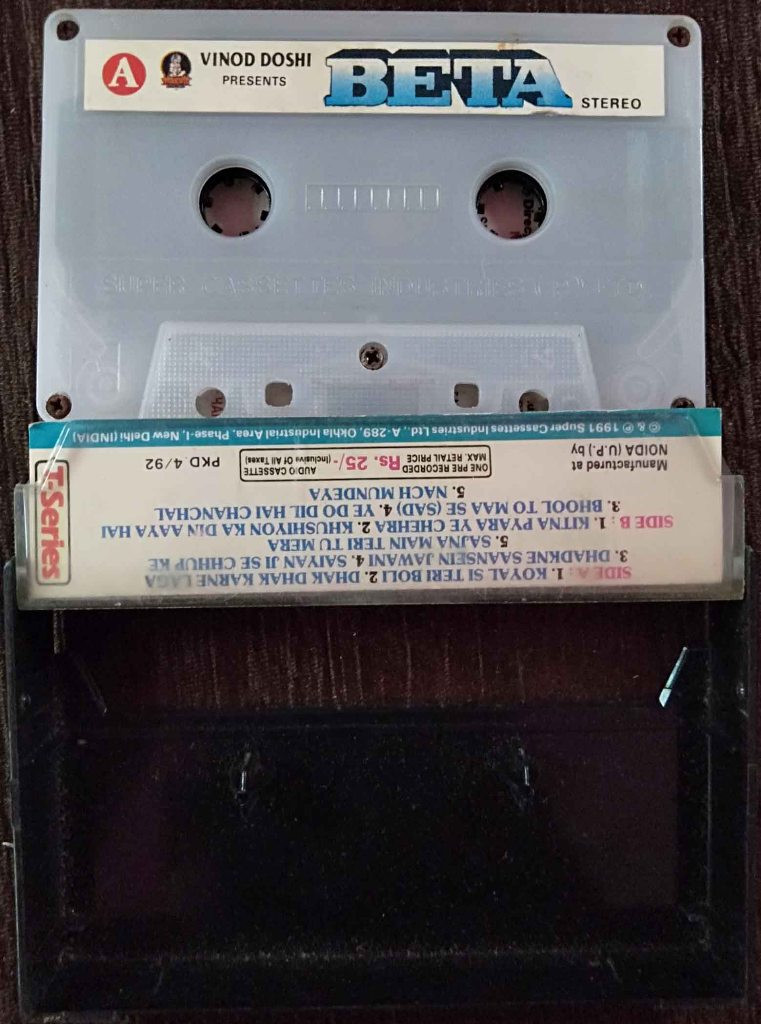 A
VINOD DOSHI
PRESENTS
BETA
STEREO
SUPER CASSETTES INDUSTRIES
T-Series
SIDE A : 1. KOYAL SI TERI BOLI 2. DHAK DHAK KARNE LAGA
3. DHADKNE SAANSEIN JAWANI 4. SAIYAN JI SE CHHUP KE
5. SAJNA MAIN TERI TU MERA
SIDE B : 1. KITNA PYARA YE CHEHRA 2. KHUSHIYON KA DIN AAYA HAI
3. BHOOL TO MAA SE (SAD) 4. YE DO DIL HAI CHANCHAL
5. NACH MUNDEYA
ONE PRE RECORDED AUDIO CASSETTE
MAX. RETAIL PRICE Rs. 25/- (Inclusive Of All Taxes)
PKD. 4/92
Manufactured at
NOIDA (U.P.) by
© & ℗ 1991 Super Cassettes Industries Ltd., A-289, Okhla Industrial Area, Phase-I, New Delhi (INDIA)